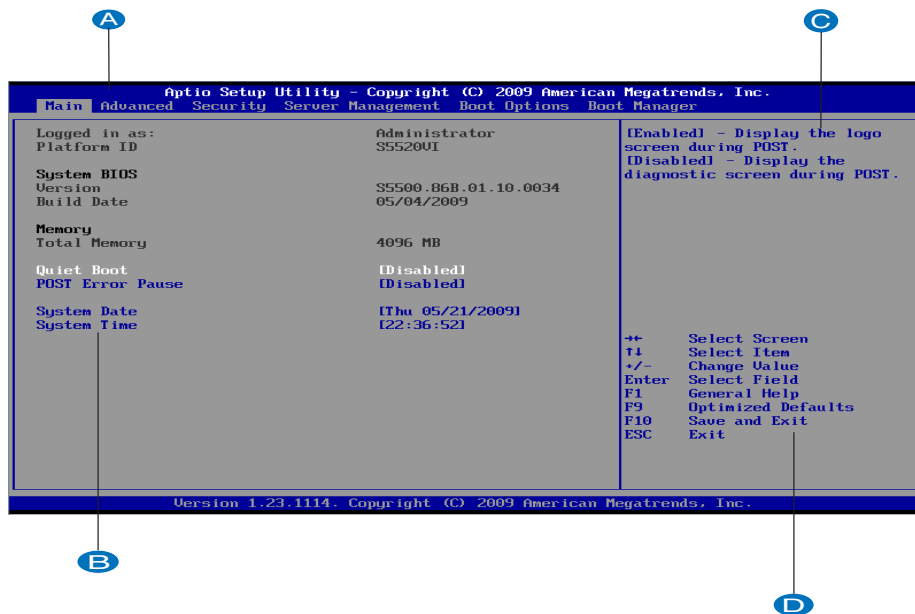 A
C
Aptio Setup Utility - Copyright (C) 2009 American Megatrends, Inc.
Main Advanced Security Server Management Boot Options Boot Manager
Logged in as: Administrator
Platform ID S5520UI
System BIOS
Version S5500.86B.01.10.0034
Build Date 05/04/2009
Memory
Total Memory 4096 MB
Quiet Boot [Disabled]
POST Error Pause [Disabled]
System Date [Thu 05/21/2009]
System Time [22:36:52]
[Enabled] - Display the logo
screen during POST.
[Disabled] - Display the
diagnostic screen during POST.
→← Select Screen
↑↓ Select Item
+/- Change Value
Enter Select Field
F1 General Help
F9 Optimized Defaults
F10 Save and Exit
ESC Exit
Version 1.23.1114. Copyright (C) 2009 American Megatrends, Inc.
B
D